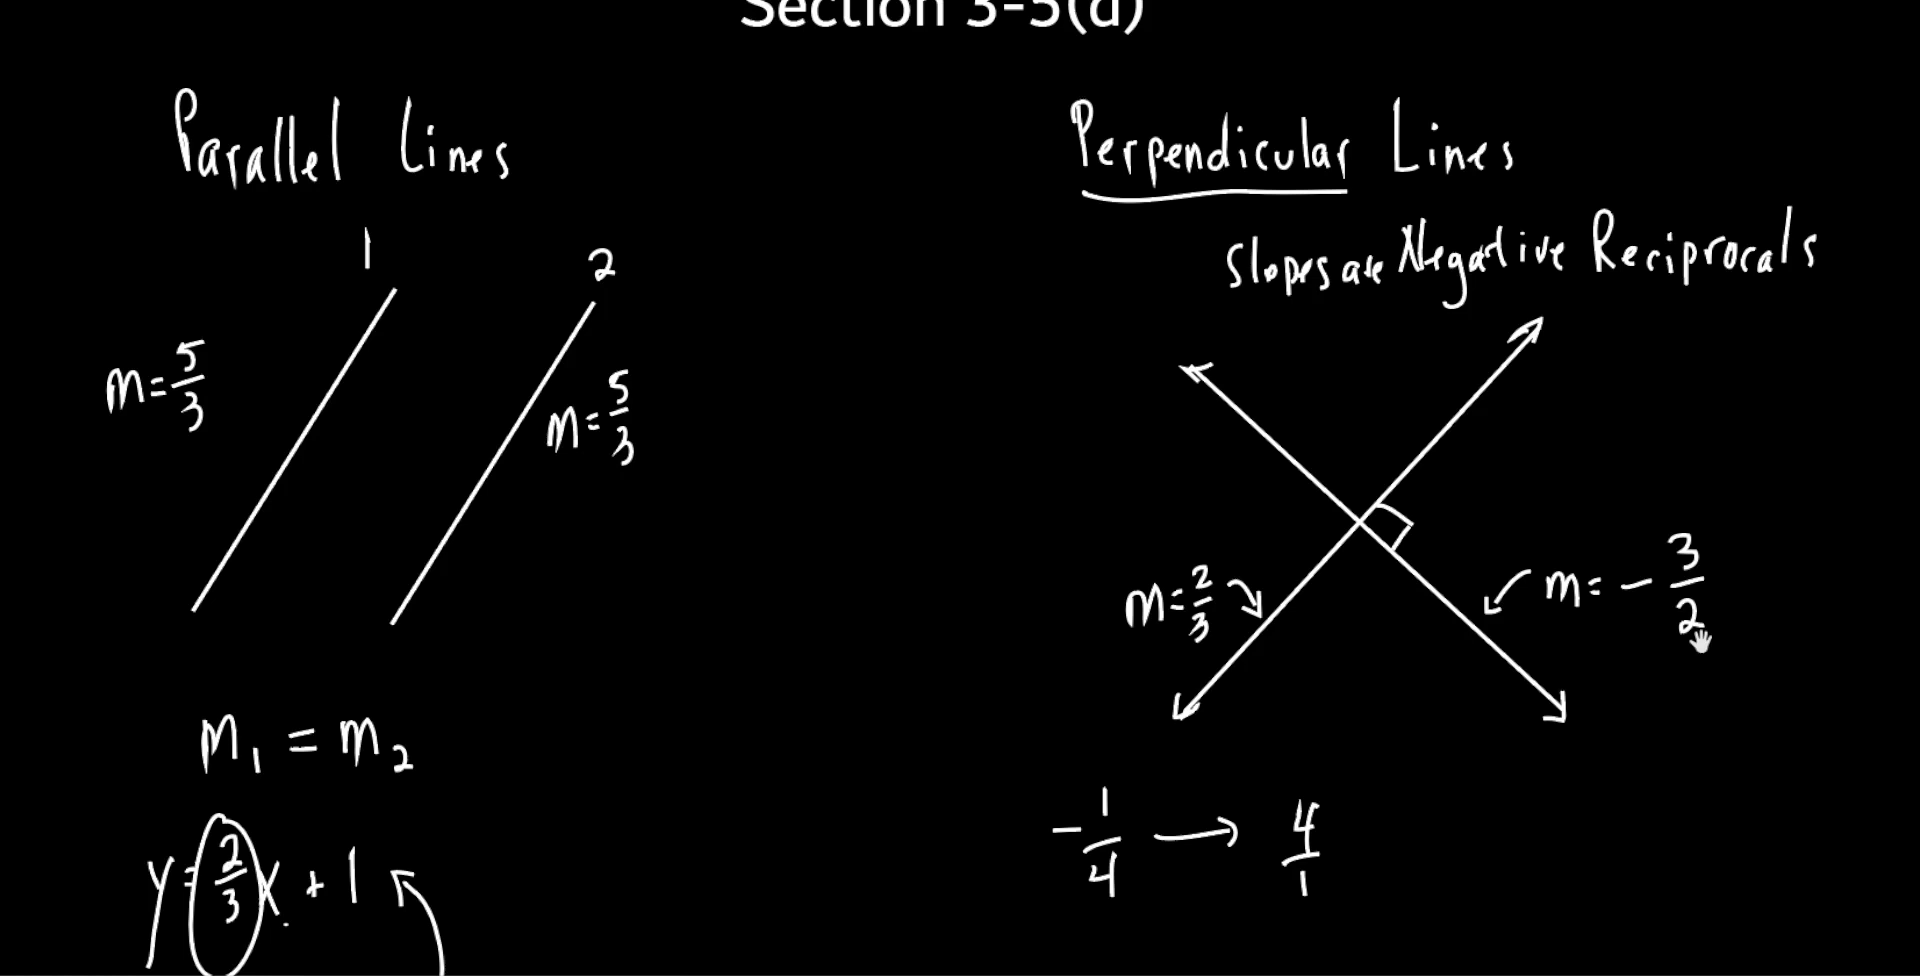 Section 3-5(d)
Parallel Lines
1
2
m=5/3
m=5/3
m₁ = m₂
y=2/3x + 1
Perpendicular Lines
Slopes are Negative Reciprocals
m=2/3
m= -3/2
-1/4 → 4/1